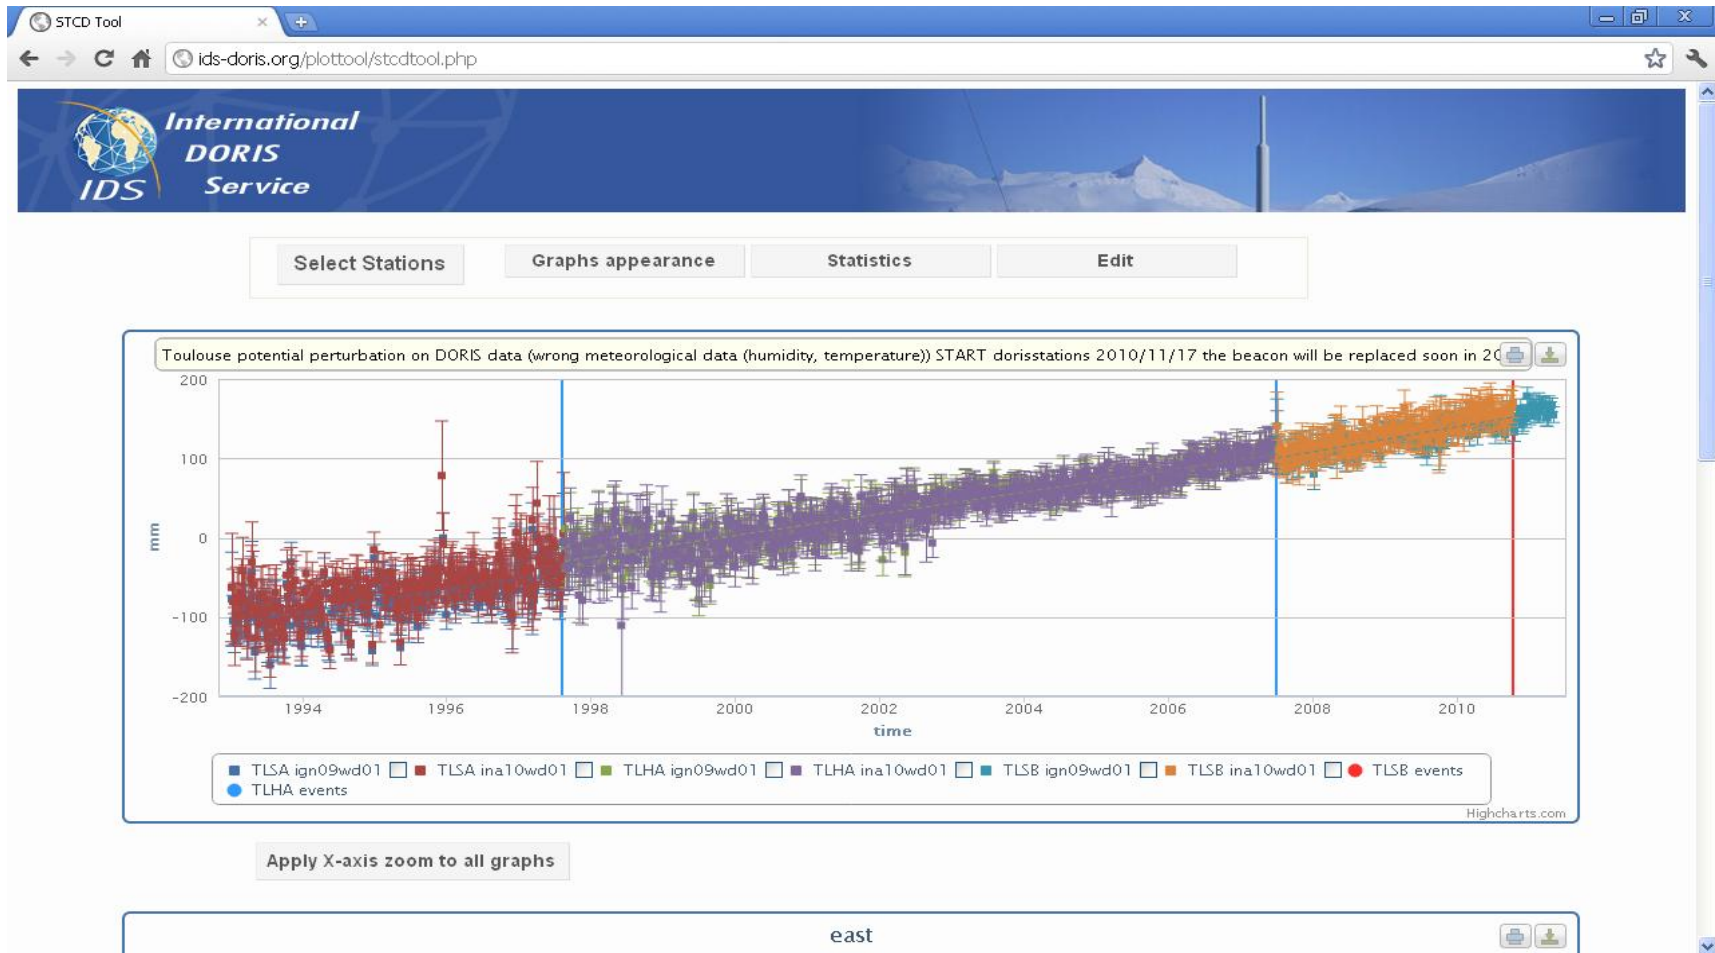 STCD Tool
ids-doris.org/plottool/stcdtool.php
International
DORIS
Service
IDS
Select Stations Graphs appearance Statistics Edit
Toulouse potential perturbation on DORIS data (wrong meteorological data (humidity, temperature)) START dorisstations 2010/11/17 the beacon will be replaced soon in
200
100
0
-100
-200
mm
1994 1996 1998 2000 2002 2004 2006 2008 2010
time
TLSA ign09wd01 TLSA ina10wd01 TLHA ign09wd01 TLHA ina10wd01 TLSB ign09wd01 TLSB ina10wd01 TLSB events
TLHA events
Highcharts.com
Apply X-axis zoom to all graphs
east